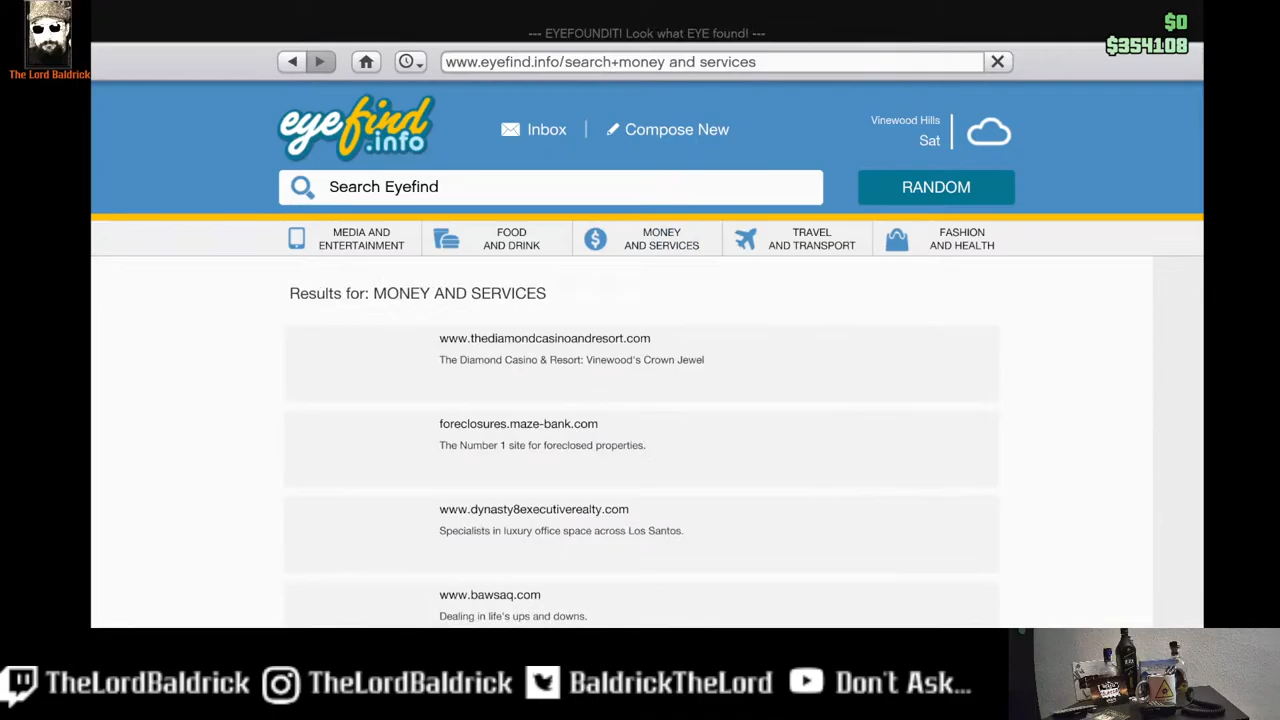 --- EYEFOUNDIT! Look what EYE found! ---
$0
$354108
The Lord Baldrick
www.eyefind.info/search+money and services
eyefind.info
Inbox
Compose New
Vinewood Hills
Sat
Search Eyefind
RANDOM
MEDIA AND ENTERTAINMENT
FOOD AND DRINK
MONEY AND SERVICES
TRAVEL AND TRANSPORT
FASHION AND HEALTH
Results for: MONEY AND SERVICES
www.thediamondcasinoandresort.com
The Diamond Casino & Resort: Vinewood's Crown Jewel
foreclosures.maze-bank.com
The Number 1 site for foreclosed properties.
www.dynasty8executiverealty.com
Specialists in luxury office space across Los Santos.
www.bawsaq.com
Dealing in life's ups and downs.
TheLordBaldrick
TheLordBaldrick
BaldrickTheLord
Don't Ask...